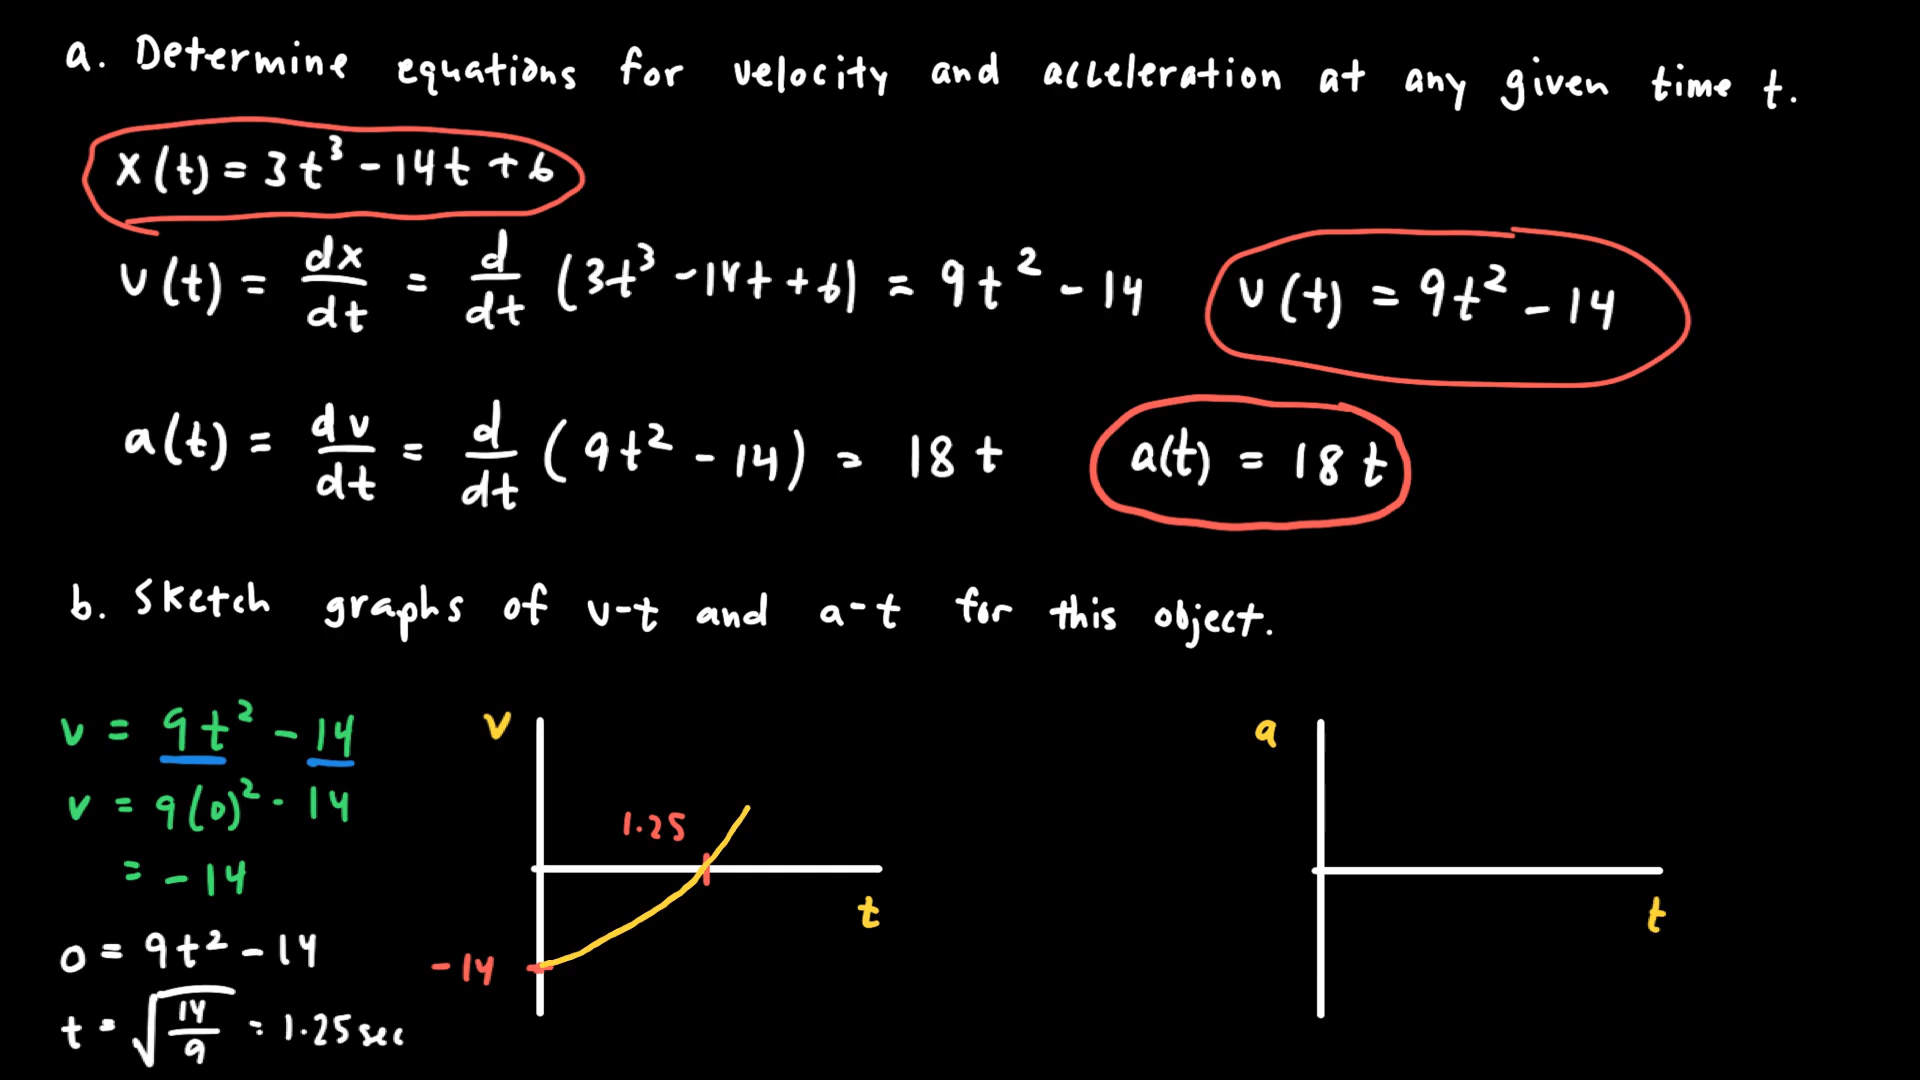 a. Determine equations for velocity and acceleration at any given time t.
x(t) = 3t³ - 14t + 6
v(t) = dx/dt = d/dt (3t³ - 14t + 6) = 9t² - 14
v(t) = 9t² - 14
a(t) = dv/dt = d/dt (9t² - 14) = 18t
a(t) = 18t
b. Sketch graphs of v-t and a-t for this object.
v = 9t² - 14
v = 9(0)² - 14
= -14
0 = 9t² - 14
t = √(14/9) = 1.25 sec
v
1.25
t
-14
a
t